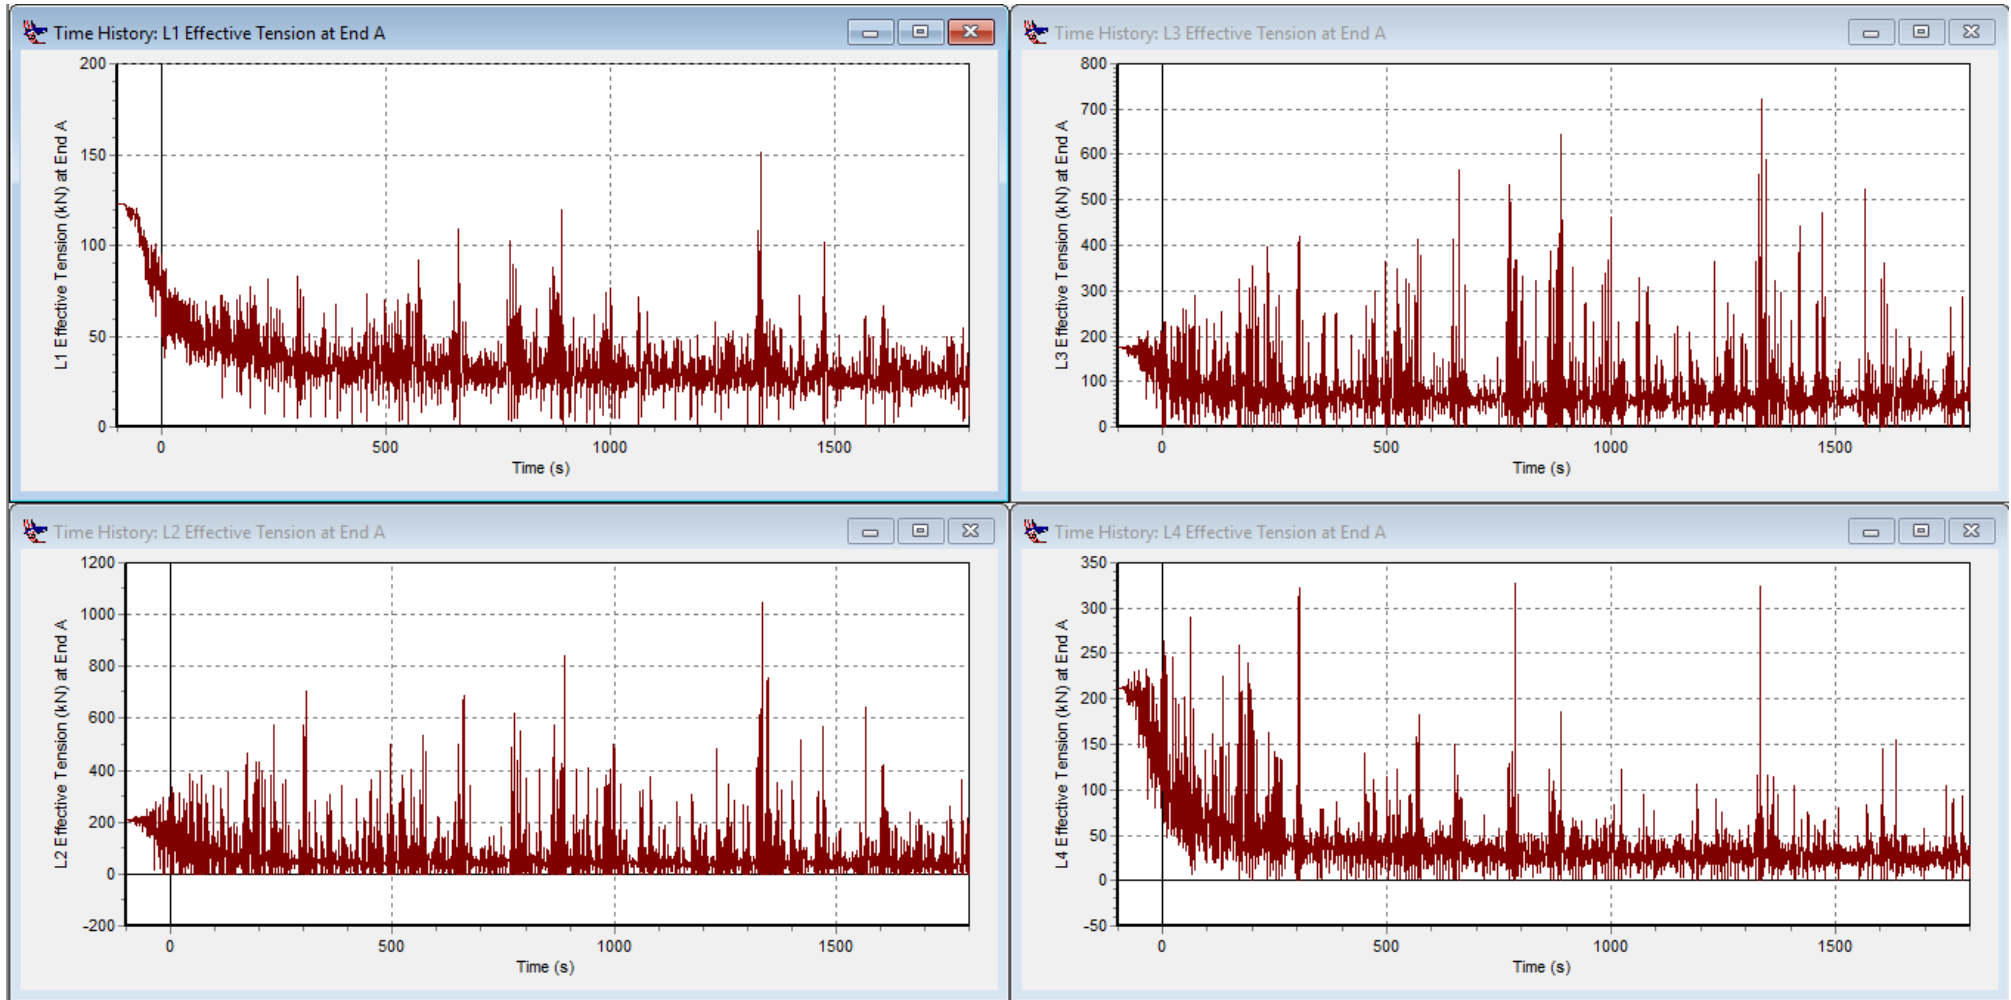 Time History: L1 Effective Tension at End A
L1 Effective Tension (kN) at End A
200
150
100
50
0
0 500 1000 1500
Time (s)
Time History: L3 Effective Tension at End A
L3 Effective Tension (kN) at End A
800
700
600
500
400
300
200
100
0
0 500 1000 1500
Time (s)
Time History: L2 Effective Tension at End A
L2 Effective Tension (kN) at End A
1200
1000
800
600
400
200
0
-200
0 500 1000 1500
Time (s)
Time History: L4 Effective Tension at End A
L4 Effective Tension (kN) at End A
350
300
250
200
150
100
50
0
-50
0 500 1000 1500
Time (s)